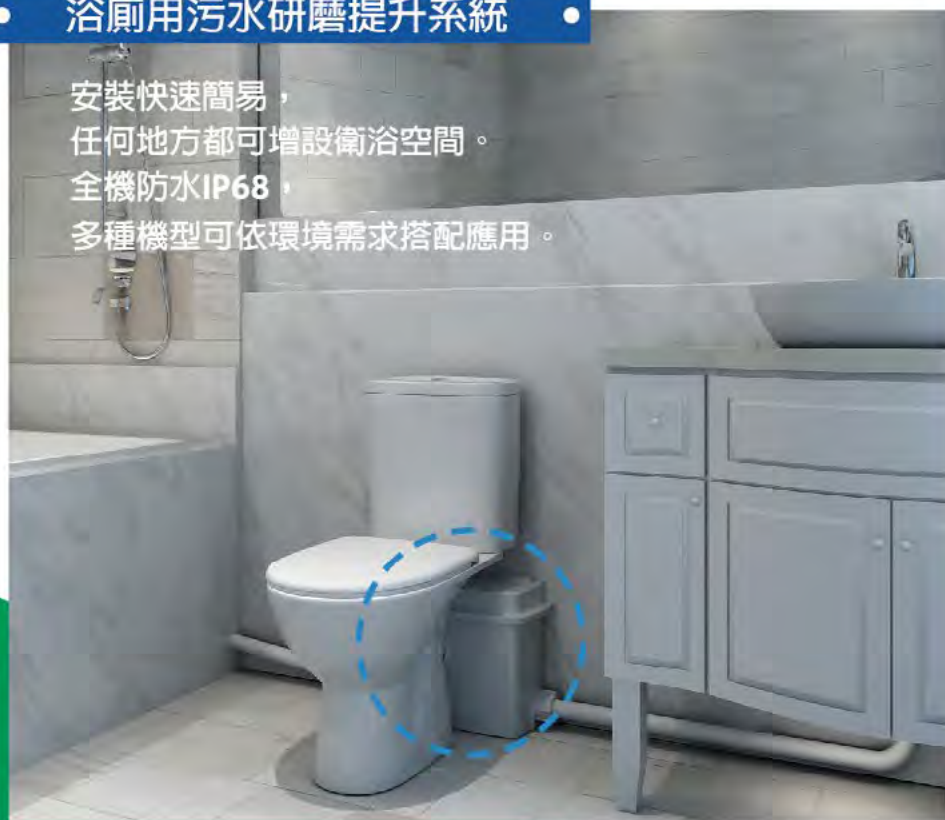 浴廁用污水研磨提升系統
安裝快速簡易，
任何地方都可增設衛浴空間。
全機防水IP68，
多種機型可依環境需求搭配應用。